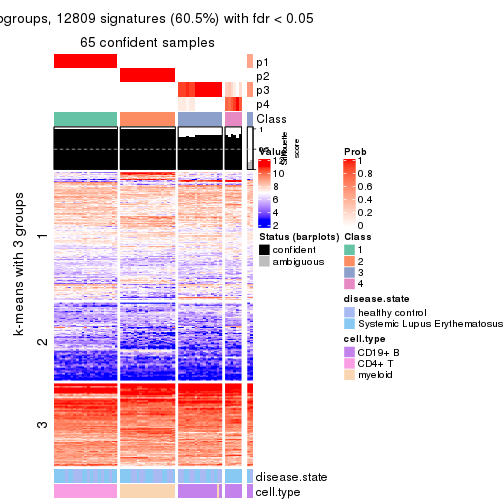 ogroups, 12809 signatures (60.5%) with fdr < 0.05
65 confident samples
p1
p2
p3
p4
Class
1
Silhouette
score
k-means with 3 groups
1
2
3
Value
12
10
8
6
4
2
Prob
1
0.8
0.6
0.4
0.2
0
Status (barplots)
confident
ambiguous
Class
1
2
3
4
disease.state
healthy control
Systemic Lupus Erythematosus
cell.type
CD19+ B
CD4+ T
myeloid
disease.state
cell.type